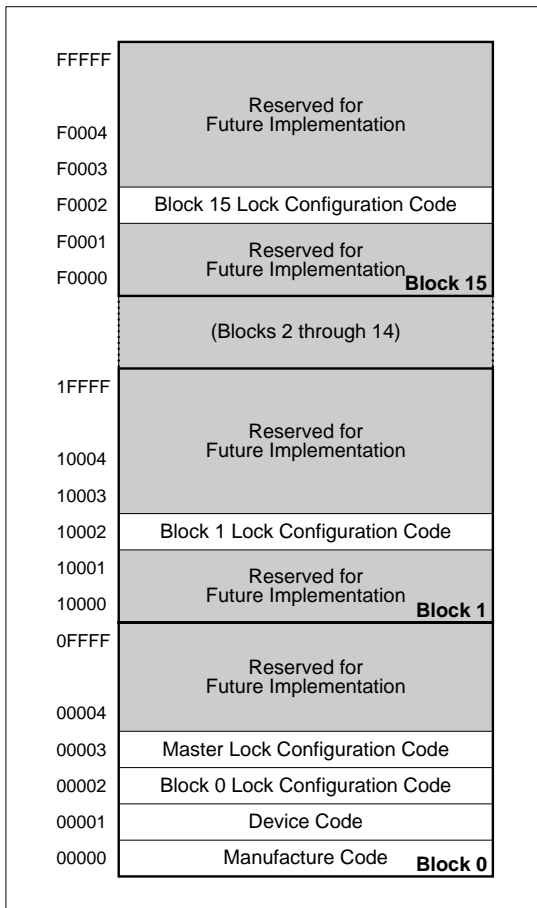 FFFFF
Reserved for
Future Implementation
F0004
F0003
F0002 Block 15 Lock Configuration Code
F0001
Reserved for
Future Implementation
F0000
Block 15
(Blocks 2 through 14)
1FFFF
Reserved for
Future Implementation
10004
10003
10002 Block 1 Lock Configuration Code
10001
Reserved for
Future Implementation
10000
Block 1
0FFFF
Reserved for
Future Implementation
00004
00003 Master Lock Configuration Code
00002 Block 0 Lock Configuration Code
00001 Device Code
00000 Manufacture Code
Block 0